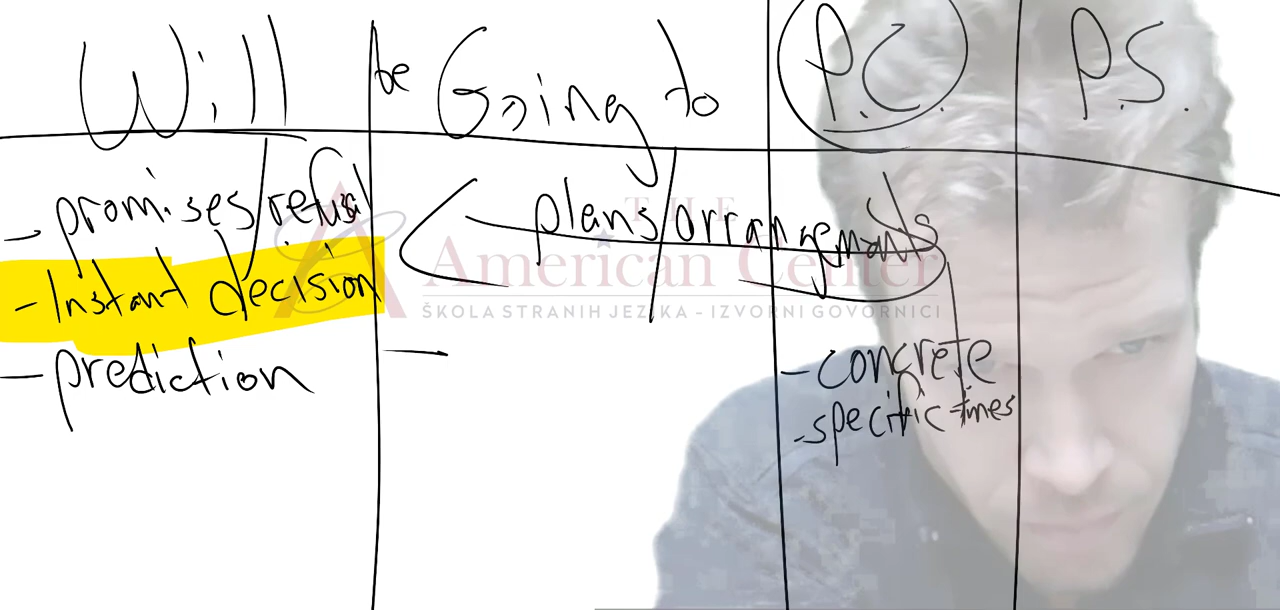 Will
be Going to
P.C.
P.S.
- promises/refusal
- Instant decision
- prediction
plans/arrangements
-
- concrete
- specific times
THE
American Center
ŠKOLA STRANIH JEZIKA - IZVORNI GOVORNICI